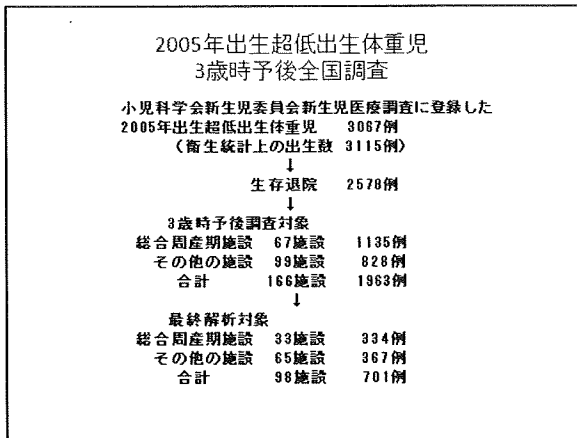 2005年出生超低出生体重児
3歳時予後全国調査
小児科学会新生児委員会新生児医療調査に登録した
2005年出生超低出生体重児 3067例
(衛生統計上の出生数 3115例)
↓
生存退院 2578例
↓
3歳時予後調査対象
総合周産期施設 67施設 1135例
その他の施設 99施設 828例
合計 166施設 1963例
↓
最終解析対象
総合周産期施設 33施設 334例
その他の施設 65施設 367例
合計 98施設 701例